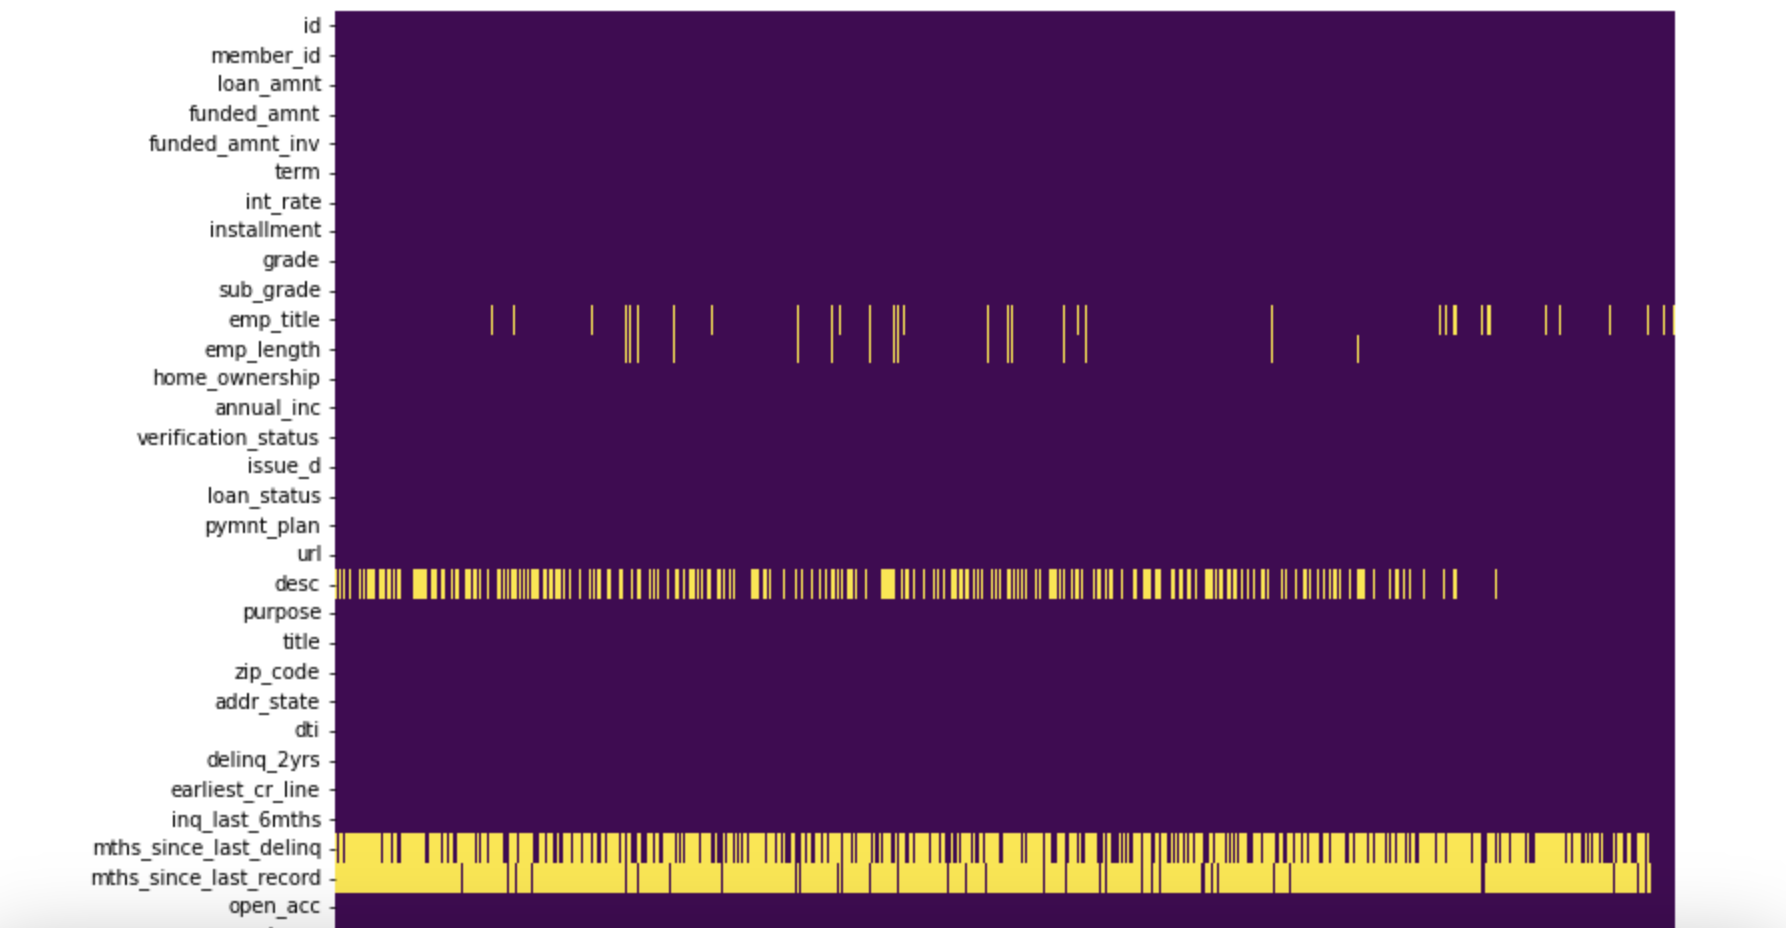 id
member_id
loan_amnt
funded_amnt
funded_amnt_inv
term
int_rate
installment
grade
sub_grade
emp_title
emp_length
home_ownership
annual_inc
verification_status
issue_d
loan_status
pymnt_plan
url
desc
purpose
title
zip_code
addr_state
dti
delinq_2yrs
earliest_cr_line
inq_last_6mths
mths_since_last_delinq
mths_since_last_record
open_acc